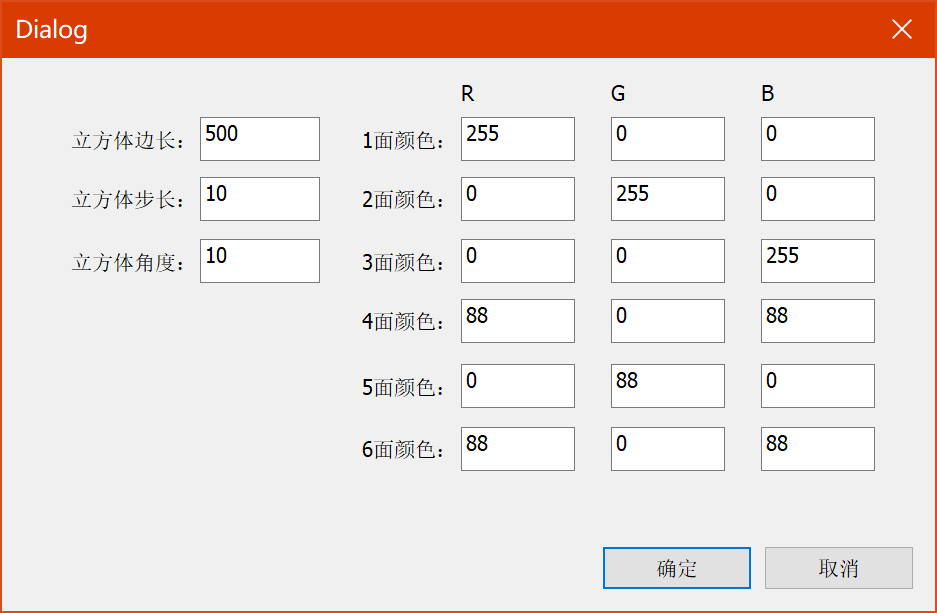 Dialog
R G B
立方体边长： 500 1面颜色： 255 0 0
立方体步长： 10 2面颜色： 0 255 0
立方体角度： 10 3面颜色： 0 0 255
4面颜色： 88 0 88
5面颜色： 0 88 0
6面颜色： 88 0 88
确定 取消